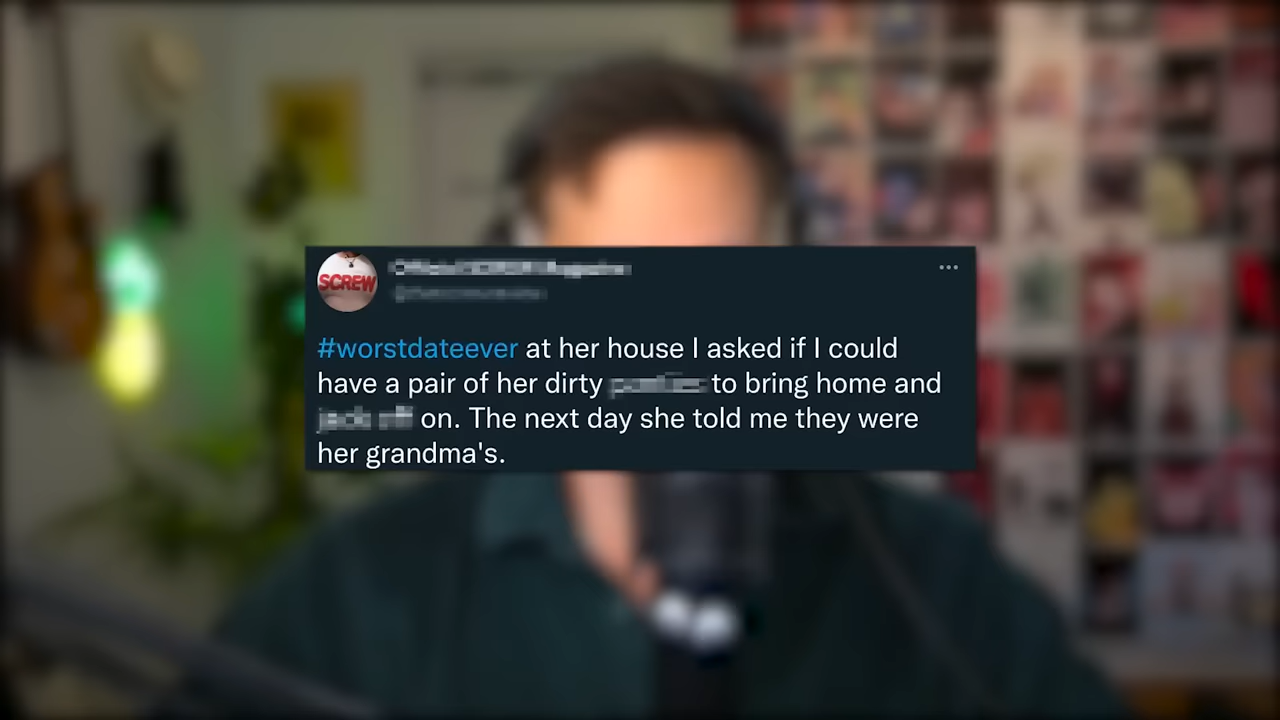 SCREW
#worstdateever at her house I asked if I could
have a pair of her dirty to bring home and
on. The next day she told me they were
her grandma's.